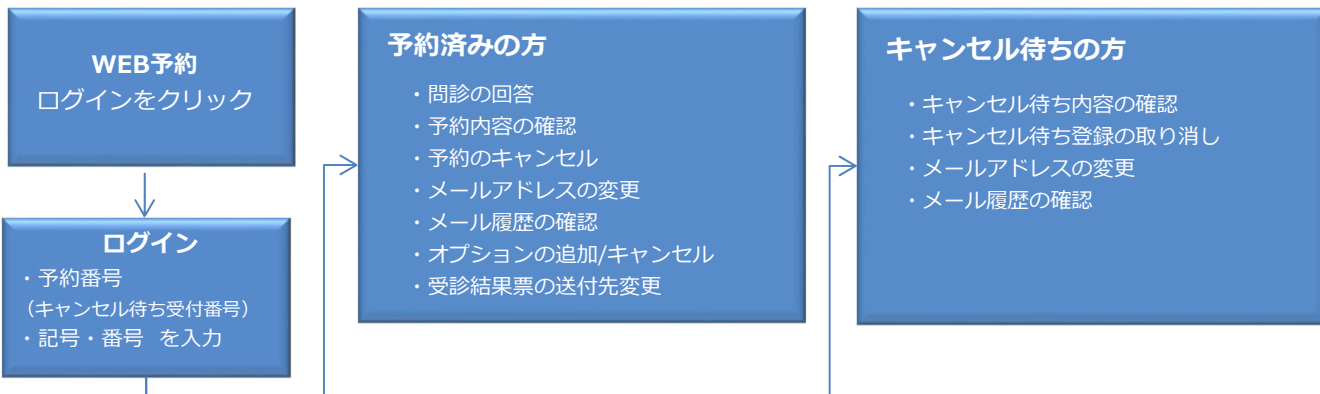 WEB予約
ログインをクリック
ログイン
・予約番号
（キャンセル待ち受付番号）
・記号・番号 を入力
予約済みの方
・問診の回答
・予約内容の確認
・予約のキャンセル
・メールアドレスの変更
・メール履歴の確認
・オプションの追加/キャンセル
・受診結果票の送付先変更
キャンセル待ちの方
・キャンセル待ち内容の確認
・キャンセル待ち登録の取り消し
・メールアドレスの変更
・メール履歴の確認